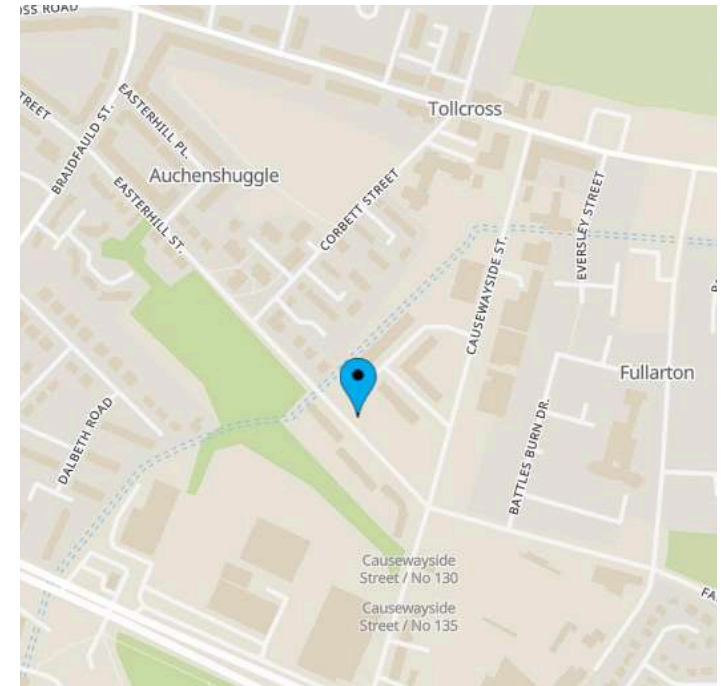 SS ROAD
Tollcross
TREET
BRAIDFAULD ST.
EASTERHILL PL.
Auchenshuggle
EASTERHILL ST.
CORBETT STREET
CAUSEWAYSIDE ST.
EVERSLEY STREET
Fullarton
DALBETH ROAD
BATTLES BURN DR.
Causewayside
Street / No 130
Causewayside
Street / No 135
FA